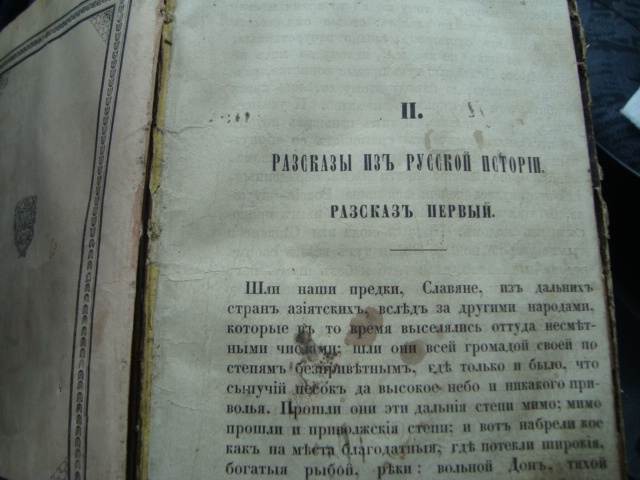 II.
РАЗСКАЗЫ ИЗЪ РУССКОЙ ИСТОРІИ.
РАЗСКАЗЪ ПЕРВЫЙ.
Шли наши предки, Славяне, изъ дальнихъ
стран азіятскихъ, вслѣдъ за другими народами,
которые въ то время выселялись оттуда несмѣт-
ными числами; шли они всей громадой своей по
степямъ безпривѣтнымъ, гдѣ только и было, что
сыпучій песокъ да высокое небо и никакого при-
волья. Прошли они эти дальнія степи мимо; мимо
прошли и приволжскія степи; и вотъ набрели кое
какъ на мѣста благодатныя, гдѣ потекли широкія,
богатыя рыбой, рѣки: вольной Донъ, тихой